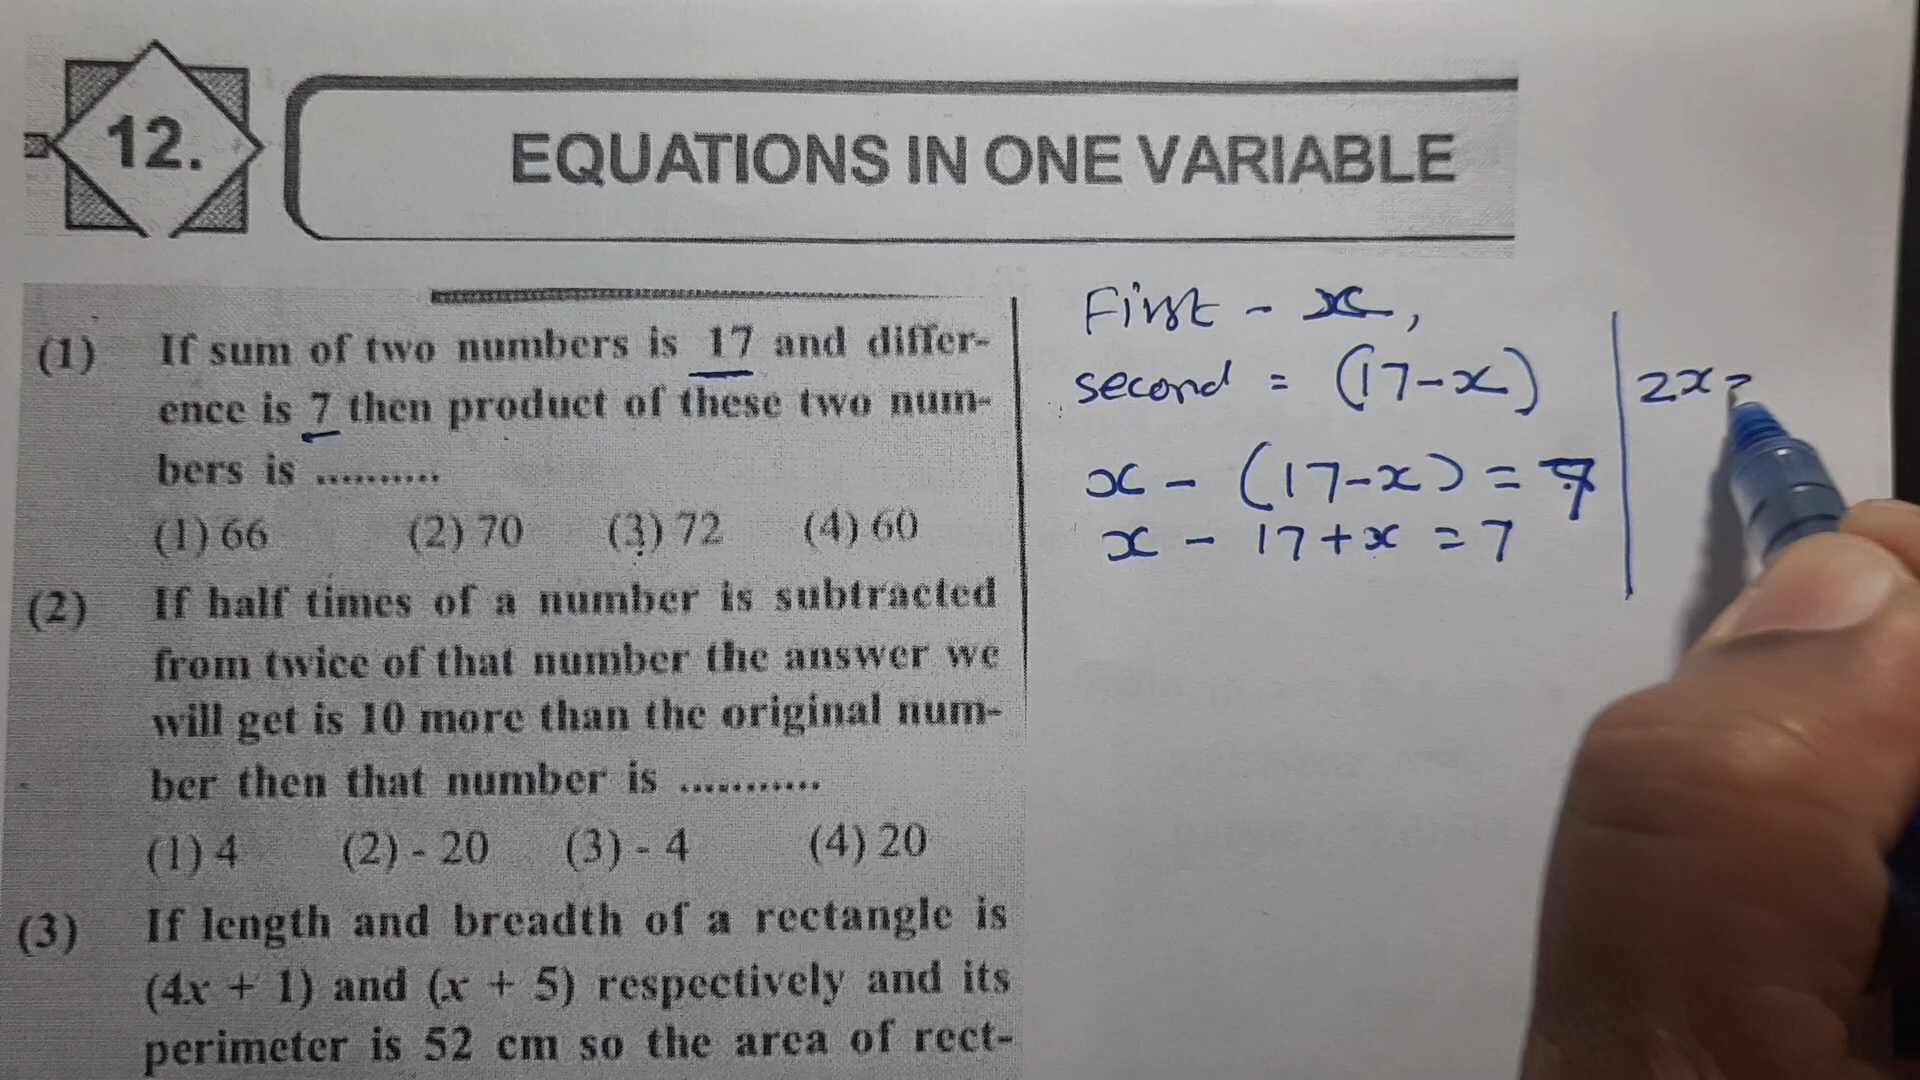 12.
EQUATIONS IN ONE VARIABLE
(1) If sum of two numbers is 17 and differ-
ence is 7 then product of these two num-
bers is ..........
(1) 66 (2) 70 (3) 72 (4) 60
(2) If half times of a number is subtracted
from twice of that number the answer we
will get is 10 more than the original num-
ber then that number is ...........
(1) 4 (2) - 20 (3) - 4 (4) 20
(3) If length and breadth of a rectangle is
(4x + 1) and (x + 5) respectively and its
perimeter is 52 cm so the area of rect-
First - x,
second = (17-x)
x - (17-x) = 7
x - 17+x = 7
2x=